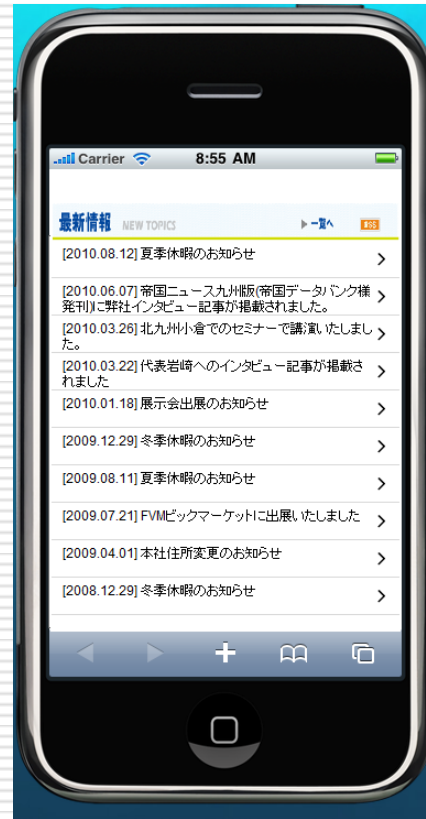 Carrier 8:55 AM
最新情報 NEW TOPICS 一覧へ RSS
[2010.08.12] 夏季休暇のお知らせ
[2010.06.07] 帝国ニュース九州版(帝国データバンク様
発刊)に弊社インタビュー記事が掲載されました。
[2010.03.26] 北九州小倉でのセミナーで講演いたしまし
た。
[2010.03.22] 代表岩崎へのインタビュー記事が掲載さ
れました
[2010.01.18] 展示会出展のお知らせ
[2009.12.29] 冬季休暇のお知らせ
[2009.08.11] 夏季休暇のお知らせ
[2009.07.21] FVMビックマーケットに出展いたしました
[2009.04.01] 本社住所変更のお知らせ
[2008.12.29] 冬季休暇のお知らせ